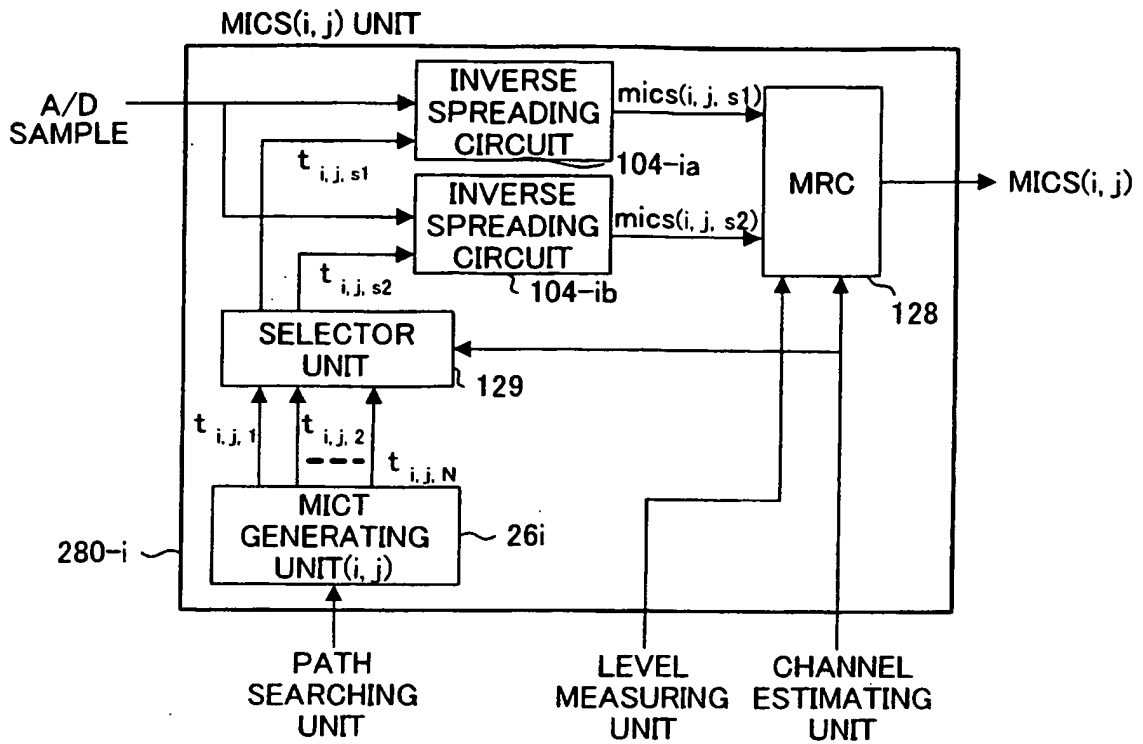 MICS(i, j) UNIT
A/D
SAMPLE
INVERSE
SPREADING
CIRCUIT
mics(i, j, s1)
104-ia
t i, j, s1
MRC
MICS(i, j)
INVERSE
SPREADING
CIRCUIT
mics(i, j, s2)
104-ib
t i, j, s2
128
SELECTOR
UNIT
129
t i, j, 1
t i, j, 2
t i, j, N
MICT
GENERATING
UNIT(i, j)
26i
280-i
PATH
SEARCHING
UNIT
LEVEL
MEASURING
UNIT
CHANNEL
ESTIMATING
UNIT